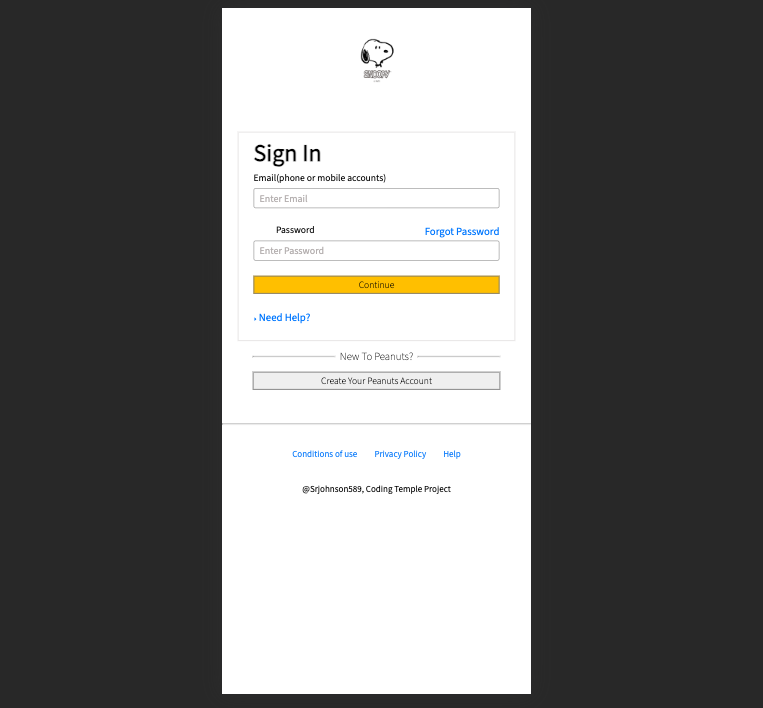 SNOOPY
Sign In
Email(phone or mobile accounts)
Enter Email
Password Forgot Password
Enter Password
Continue
› Need Help?
New To Peanuts?
Create Your Peanuts Account
Conditions of use Privacy Policy Help
@Srjohnson589, Coding Temple Project